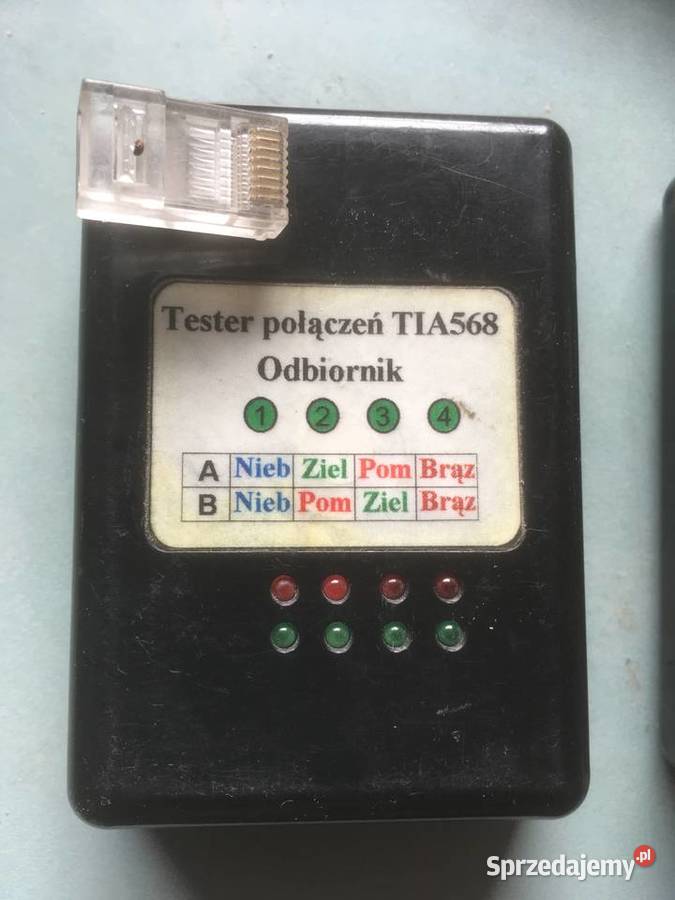 Tester połączeń TIA568
Odbiornik
1 2 3 4
A Nieb Ziel Pom Brąz
B Nieb Pom Ziel Brąz
Sprzedajemy.pl